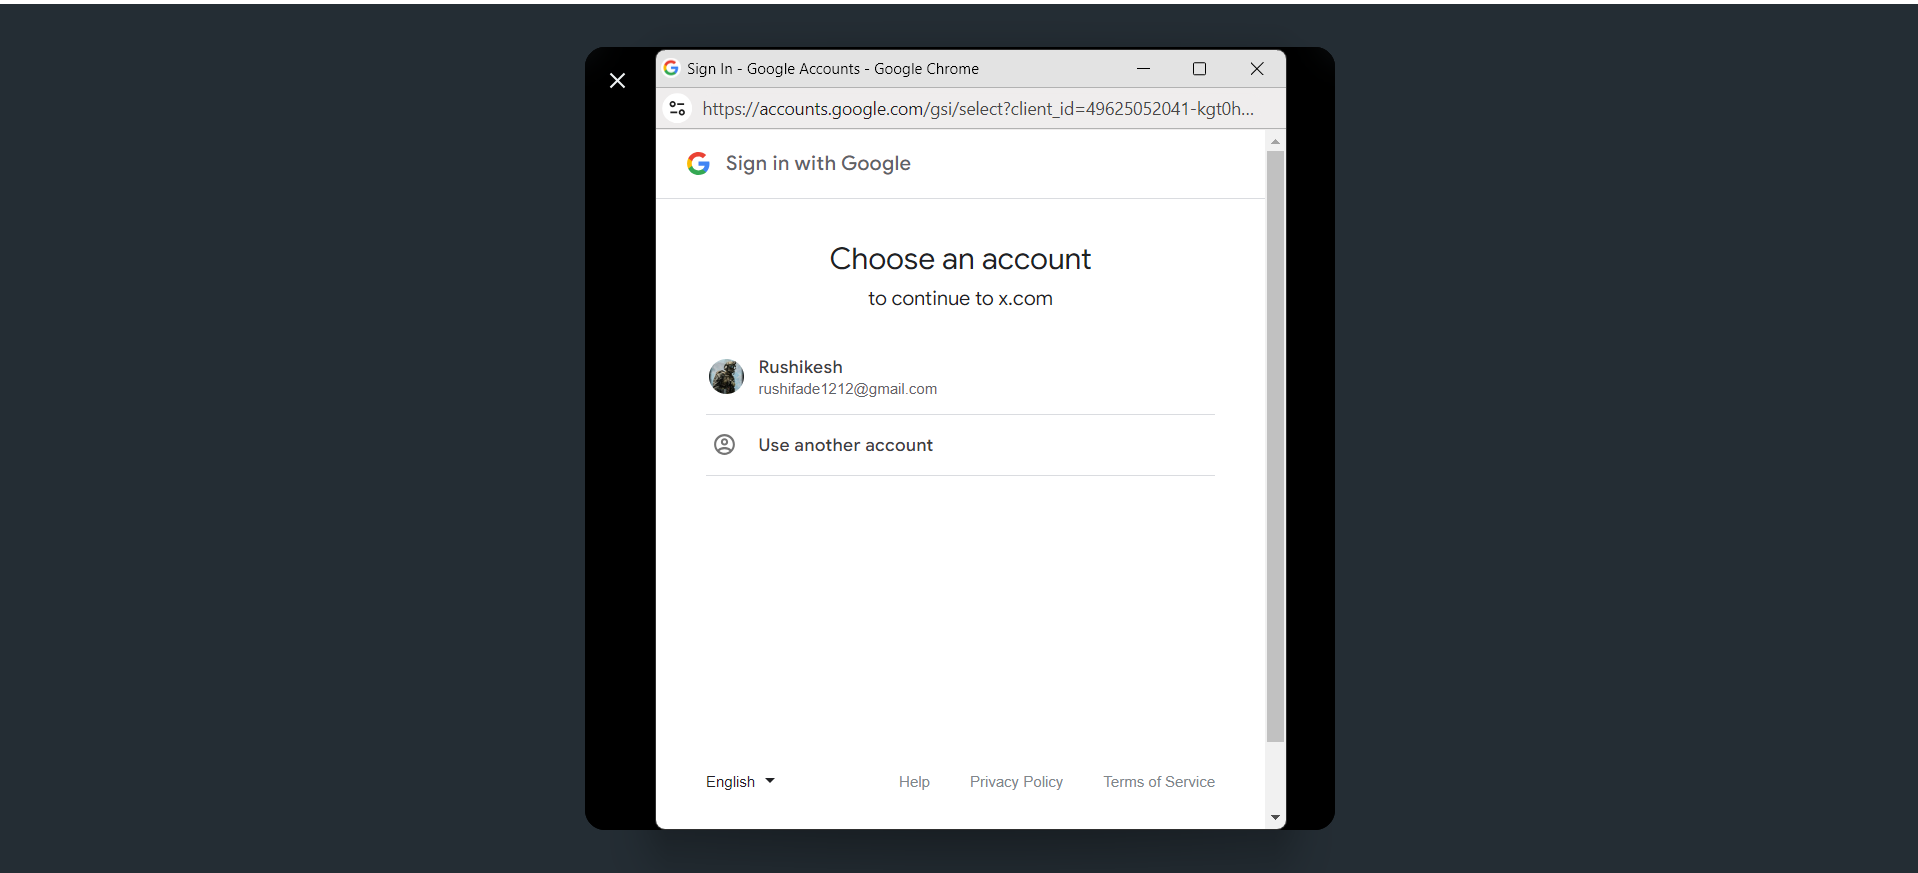 Sign In - Google Accounts - Google Chrome
https://accounts.google.com/gsi/select?client_id=49625052041-kgt0h...
Sign in with Google
Choose an account
to continue to x.com
Rushikesh
rushifade1212@gmail.com
Use another account
English
Help Privacy Policy Terms of Service